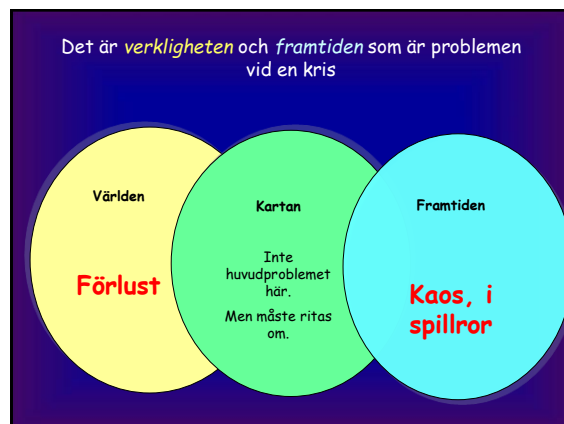 Det är verkligheten och framtiden som är problemen
vid en kris
Världen
Förlust
Kartan
Inte
huvudproblemet
här.
Men måste ritas
om.
Framtiden
Kaos, i
spillror